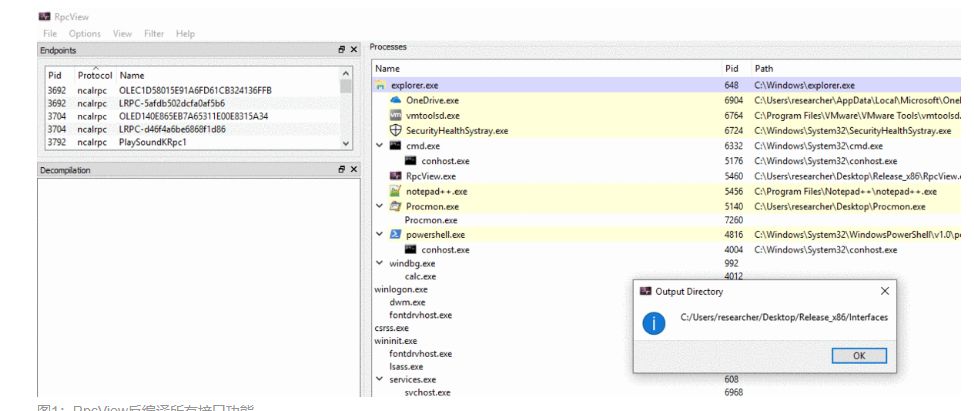 RpcView
File Options View Filter Help
Endpoints
Pid Protocol Name
3692 ncalrpc OLEC1D58015E91A6FD61CB324136FFB
3692 ncalrpc LRPC-5afdb502dcfa0af5b6
3704 ncalrpc OLED140E865EB7A65311E00E8315A34
3704 ncalrpc LRPC-d46f4a6be6868f1d86
3792 ncalrpc PlaySoundKRpc1
Decompilation
Processes
Name Pid Path
explorer.exe 648 C:\Windows\explorer.exe
OneDrive.exe 6904 C:\Users\researcher\AppData\Local\Microsoft\OneI
vmtoolsd.exe 6764 C:\Program Files\VMware\VMware Tools\vmtoolsd.
SecurityHealthSystray.exe 6724 C:\Windows\System32\SecurityHealthSystray.exe
cmd.exe 6332 C:\Windows\System32\cmd.exe
conhost.exe 5176 C:\Windows\System32\conhost.exe
RpcView.exe 5460 C:\Users\researcher\Desktop\Release_x86\RpcView.
notepad++.exe 5456 C:\Program Files\Notepad++\notepad++.exe
Procmon.exe 5140 C:\Users\researcher\Desktop\Procmon.exe
Procmon.exe 7260
powershell.exe 4816 C:\Windows\System32\WindowsPowerShell\v1.0\p
conhost.exe 4004 C:\Windows\System32\conhost.exe
windbg.exe 992
calc.exe 4012
winlogon.exe
dwm.exe
fontdrvhost.exe
csrss.exe
wininit.exe
fontdrvhost.exe
lsass.exe
services.exe 608
svchost.exe 6968
Output Directory
C:/Users/researcher/Desktop/Release_x86/Interfaces
OK
图1：RpcView反编译所有接口功能